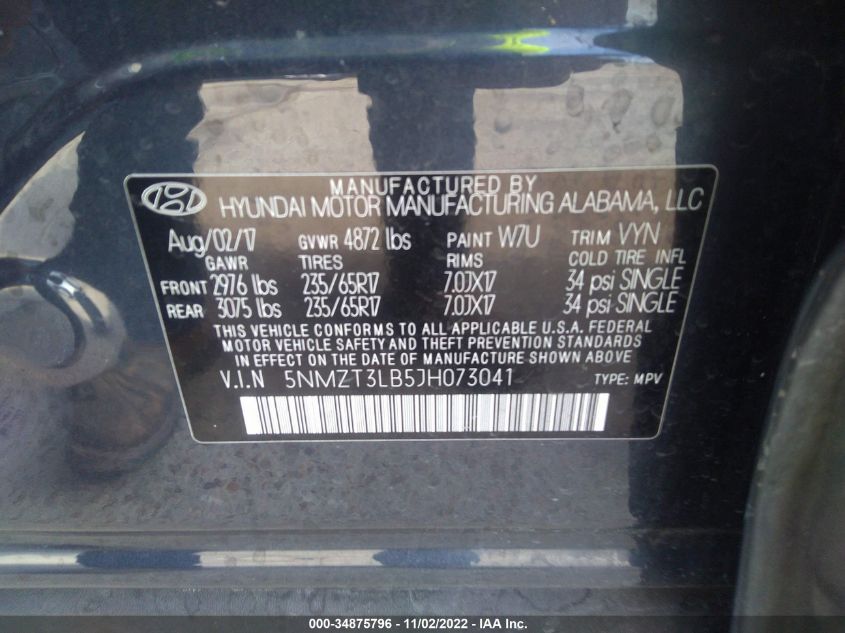 MANUFACTURED BY
HYUNDAI MOTOR MANUFACTURING ALABAMA, LLC
Aug/02/17 GVWR 4872 lbs PAINT W7U TRIM VYN
GAWR TIRES RIMS COLD TIRE INFL
FRONT 2976 lbs 235/65R17 7.0JX17 34 psi SINGLE
REAR 3075 lbs 235/65R17 7.0JX17 34 psi SINGLE
THIS VEHICLE CONFORMS TO ALL APPLICABLE U.S.A. FEDERAL
MOTOR VEHICLE SAFETY AND THEFT PREVENTION STANDARDS
IN EFFECT ON THE DATE OF MANUFACTURE SHOWN ABOVE
V.I.N 5NMZT3LB5JH073041 TYPE: MPV
000-34875796 - 11/02/2022 - IAA Inc.